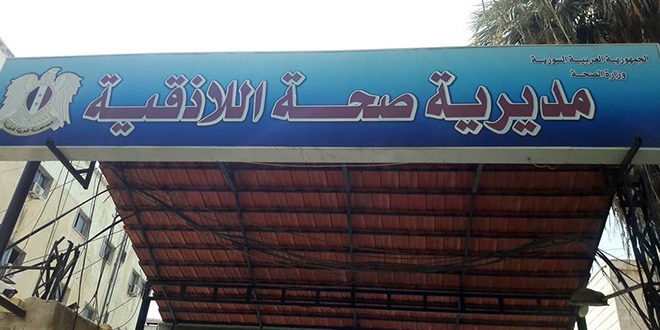 الجمهورية العربية السورية
وزارة الصحة
مديرية صحة اللاذقية